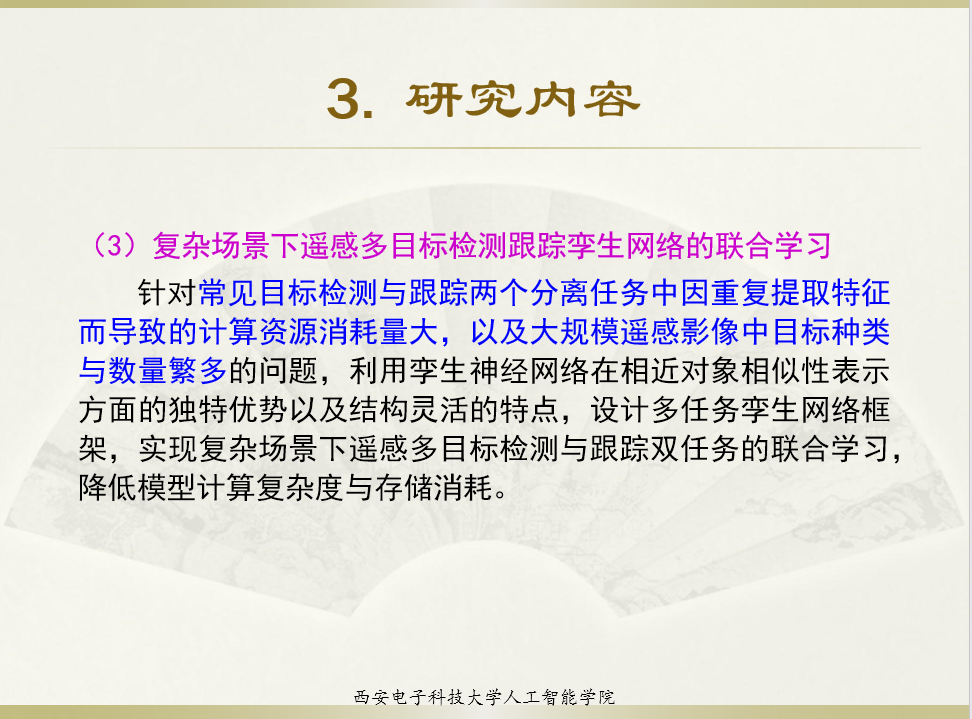 3. 研究内容
（3）复杂场景下遥感多目标检测跟踪孪生网络的联合学习
针对常见目标检测与跟踪两个分离任务中因重复提取特征
而导致的计算资源消耗量大，以及大规模遥感影像中目标种类
与数量繁多的问题，利用孪生神经网络在相近对象相似性表示
方面的独特优势以及结构灵活的特点，设计多任务孪生网络框
架，实现复杂场景下遥感多目标检测与跟踪双任务的联合学习，
降低模型计算复杂度与存储消耗。
西安电子科技大学人工智能学院